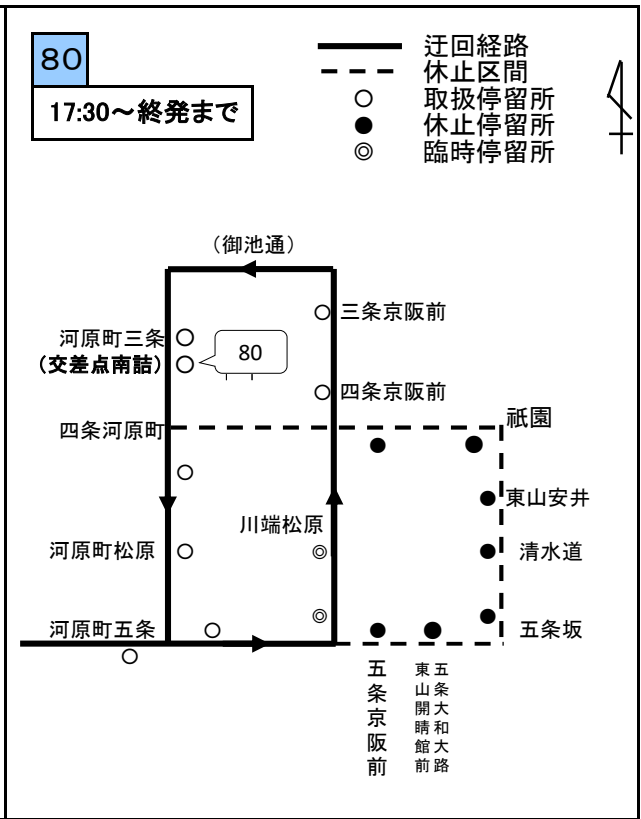 80
17:30~終発まで
迂回経路
休止区間
取扱停留所
休止停留所
臨時停留所
(御池通)
三条京阪前
河原町三条
(交差点南詰)
80
四条京阪前
四条河原町
祇園
東山安井
川端松原
河原町松原
清水道
河原町五条
五条坂
五条京阪前
東山開睛館前
五条大和大路